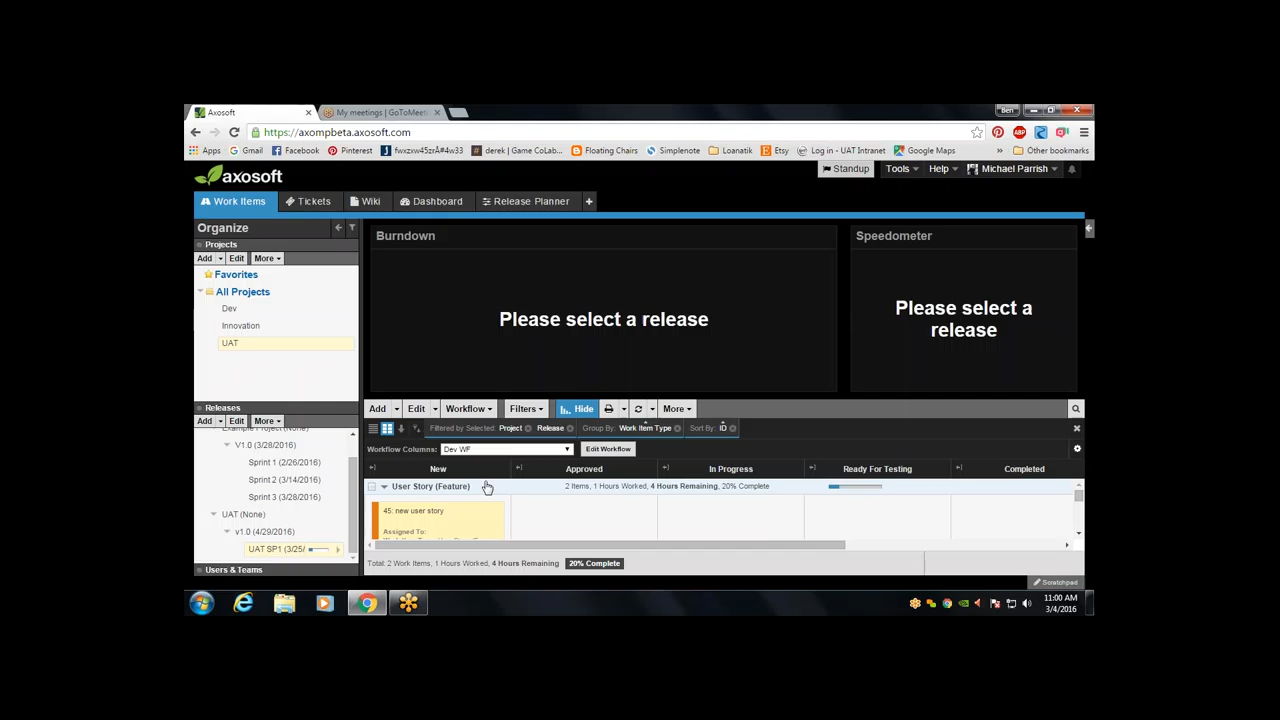 Axosoft
My meetings | GoToMeet
Ben
https://axompbeta.axosoft.com
Apps Gmail Facebook Pinterest fwxzxw45zrÅ#4w33 derek | Game CoLab Floating Chairs Simplenote Loanatik Etsy Log in - UAT Intranet Google Maps » Other bookmarks
axosoft
Standup Tools Help Michael Parrish
Work Items Tickets Wiki Dashboard Release Planner +
Organize
Projects
Add Edit More
Favorites
All Projects
Dev
Innovation
UAT
Releases
Add Edit More
Example Project (None)
V1.0 (3/28/2016)
Sprint 1 (2/26/2016)
Sprint 2 (3/14/2016)
Sprint 3 (3/28/2016)
UAT (None)
v1.0 (4/29/2016)
UAT SP1 (3/25/
Users & Teams
Burndown
Please select a release
Speedometer
Please select a
release
Add Edit Workflow Filters Hide More
Filtered by Selected: Project Release Group By: Work Item Type Sort By: ID
Workflow Columns: Dev WF Edit Workflow
New Approved In Progress Ready For Testing Completed
User Story (Feature) 2 Items, 1 Hours Worked, 4 Hours Remaining, 20% Complete
45: new user story
Assigned To:
Total: 2 Work Items, 1 Hours Worked, 4 Hours Remaining 20% Complete
Scratchpad
11:00 AM
3/4/2016